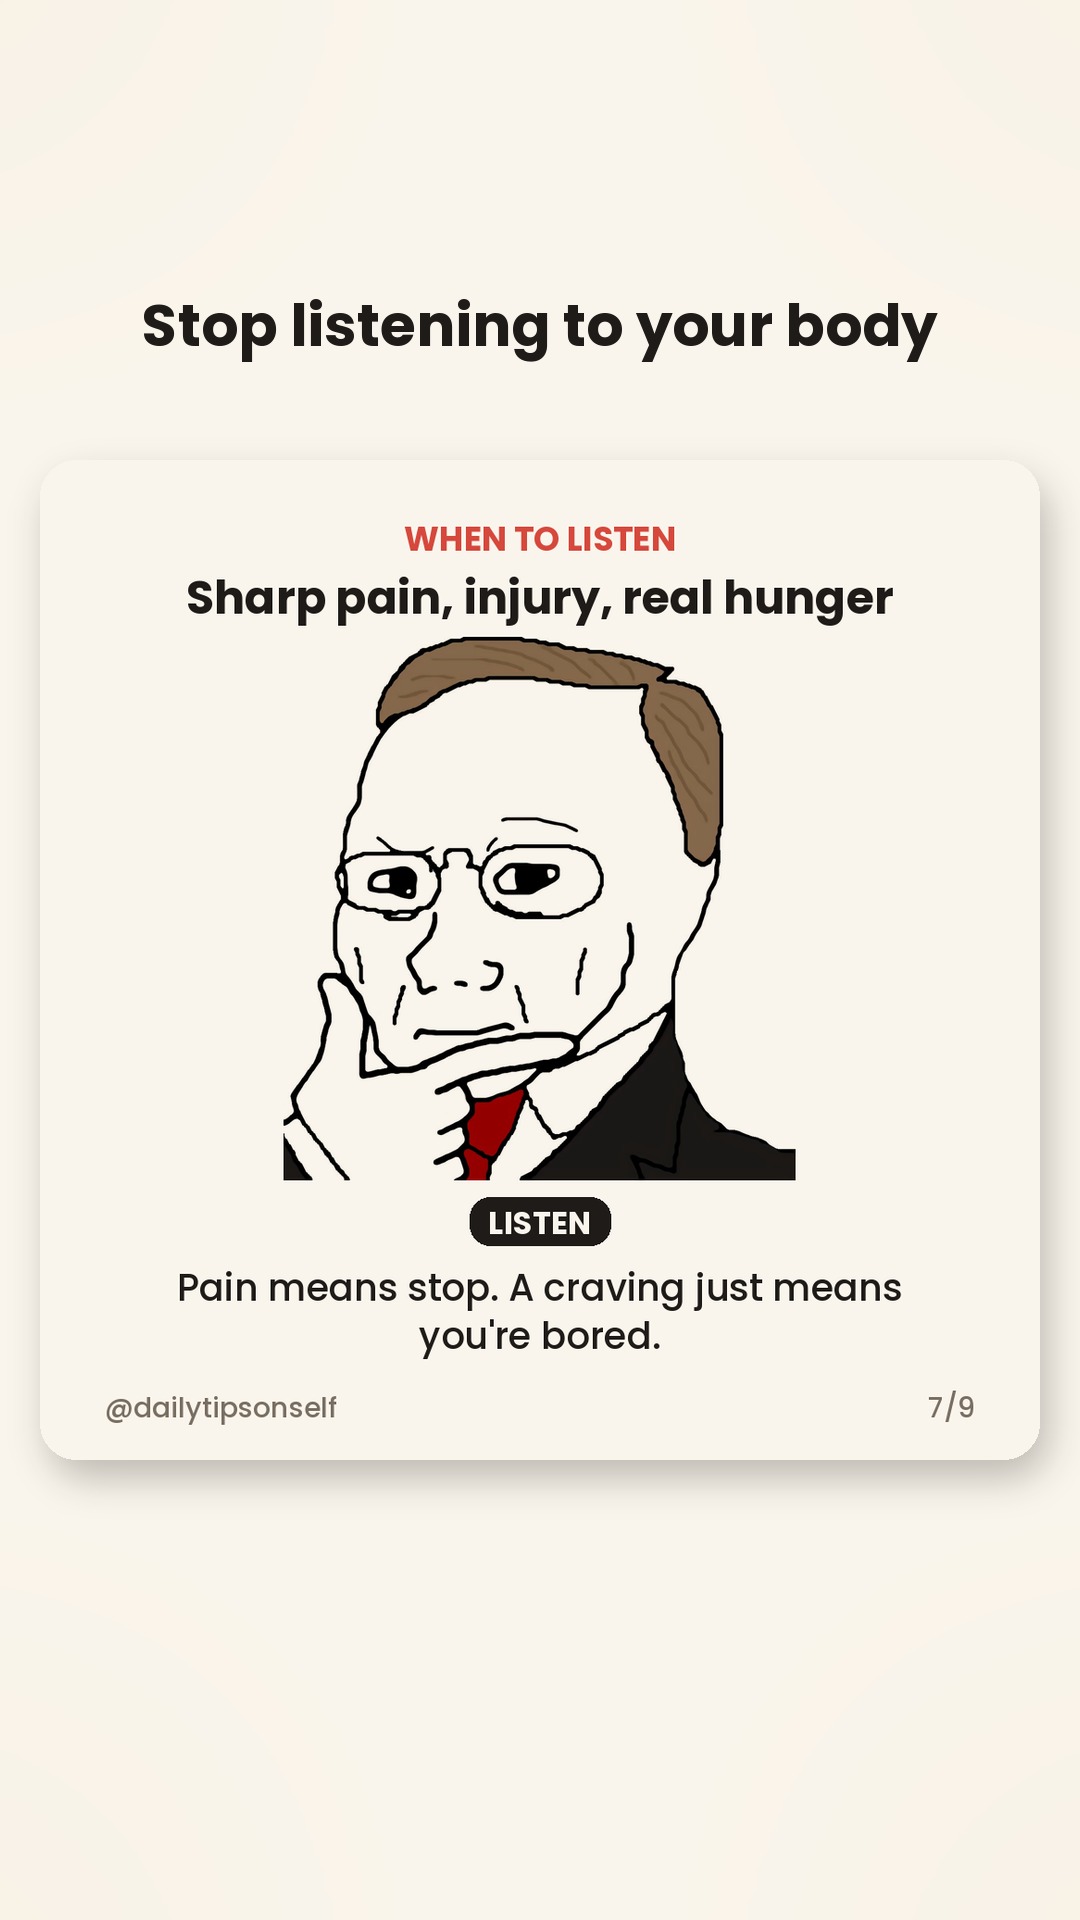 Stop listening to your body
WHEN TO LISTEN
Sharp pain, injury, real hunger
LISTEN
Pain means stop. A craving just means
you're bored.
@dailytipsonself
7/9